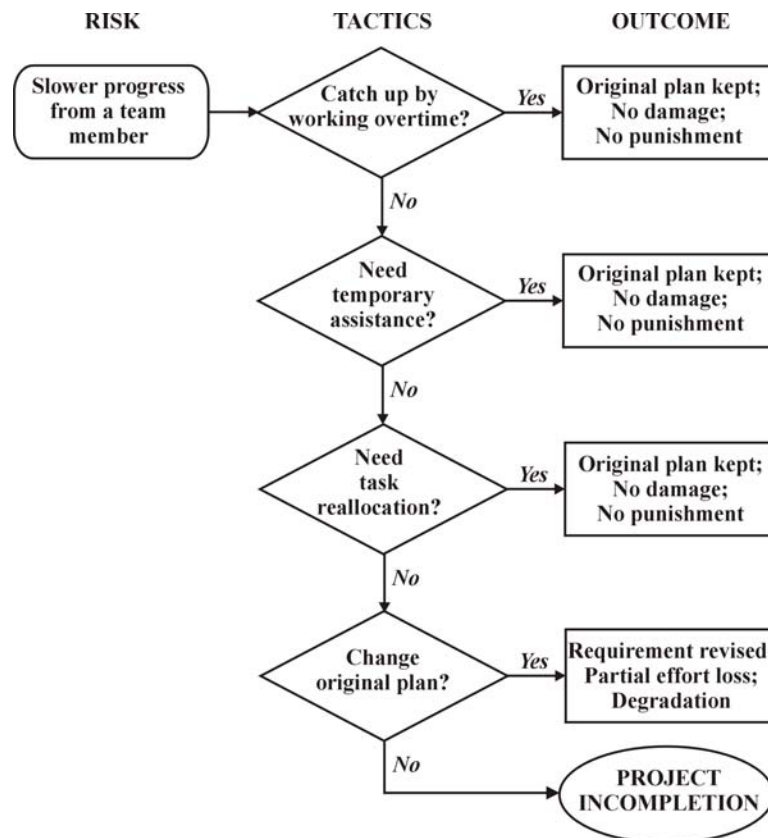 RISK
TACTICS
OUTCOME
Slower progress
from a team
member
Catch up by
working overtime?
Yes
Original plan kept;
No damage;
No punishment
No
Need
temporary
assistance?
Yes
Original plan kept;
No damage;
No punishment
No
Need
task
reallocation?
Yes
Original plan kept;
No damage;
No punishment
No
Change
original plan?
Yes
Requirement revised
Partial effort loss;
Degradation
No
PROJECT
INCOMPLETION